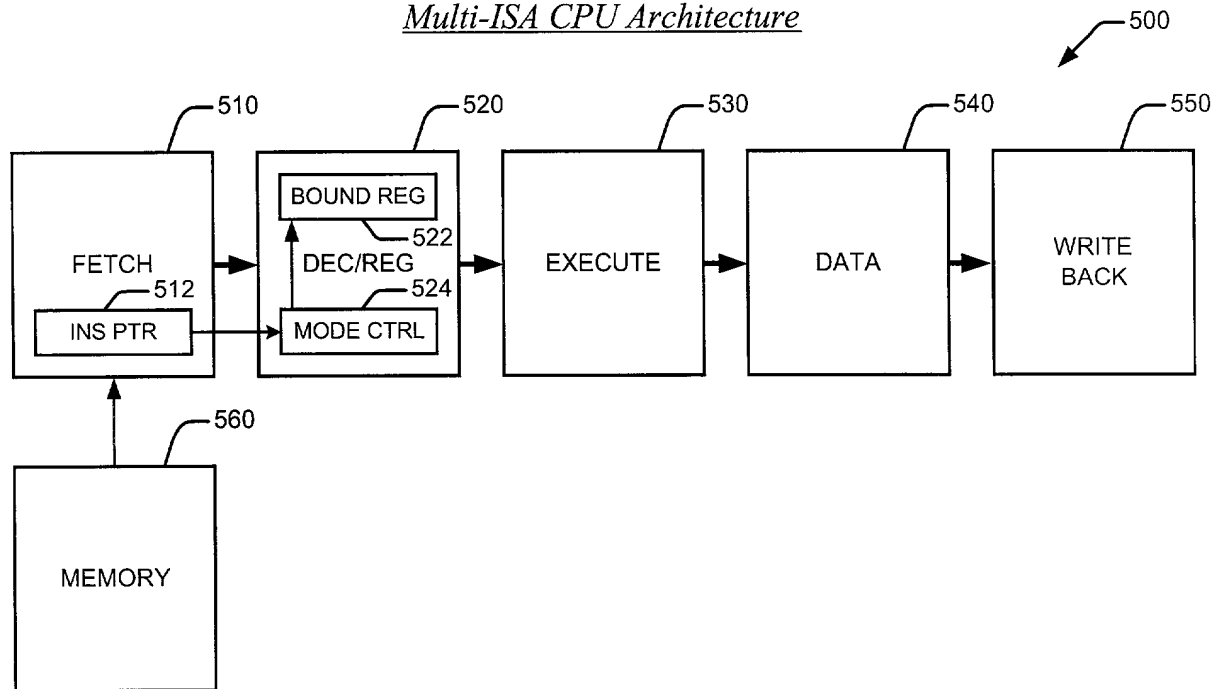 Multi-ISA CPU Architecture
500
510
520
530
540
550
BOUND REG
522
FETCH
DEC/REG
EXECUTE
DATA
WRITE
BACK
512
524
INS PTR
MODE CTRL
560
MEMORY